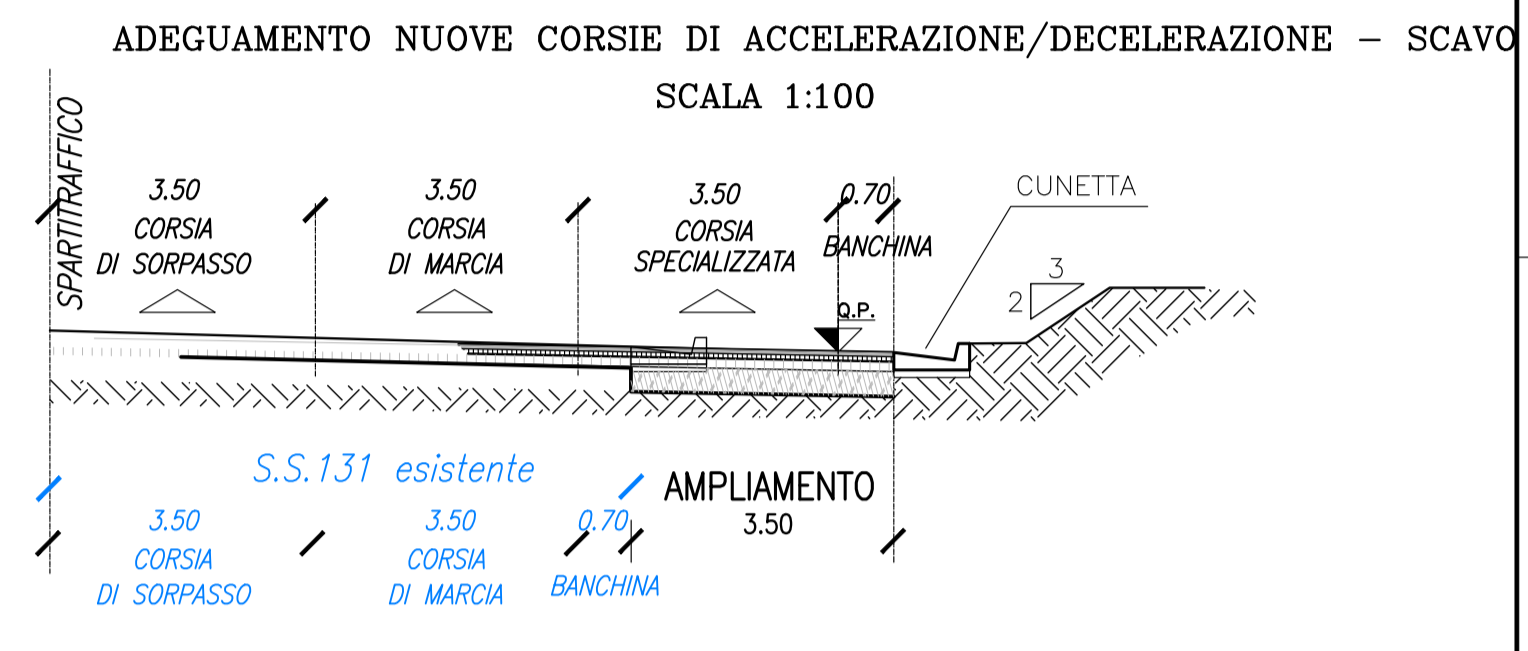 ADEGUAMENTO NUOVE CORSIE DI ACCELERAZIONE/DECELERAZIONE – SCAVO
SCALA 1:100
SPARTITRAFFICO
3.50
CORSIA
DI SORPASSO
3.50
CORSIA
DI MARCIA
3.50
CORSIA
SPECIALIZZATA
0.70
BANCHINA
CUNETTA
3
2
Q.P.
S.S.131 esistente
AMPLIAMENTO
3.50
3.50
CORSIA
DI SORPASSO
3.50
CORSIA
DI MARCIA
0.70
BANCHINA